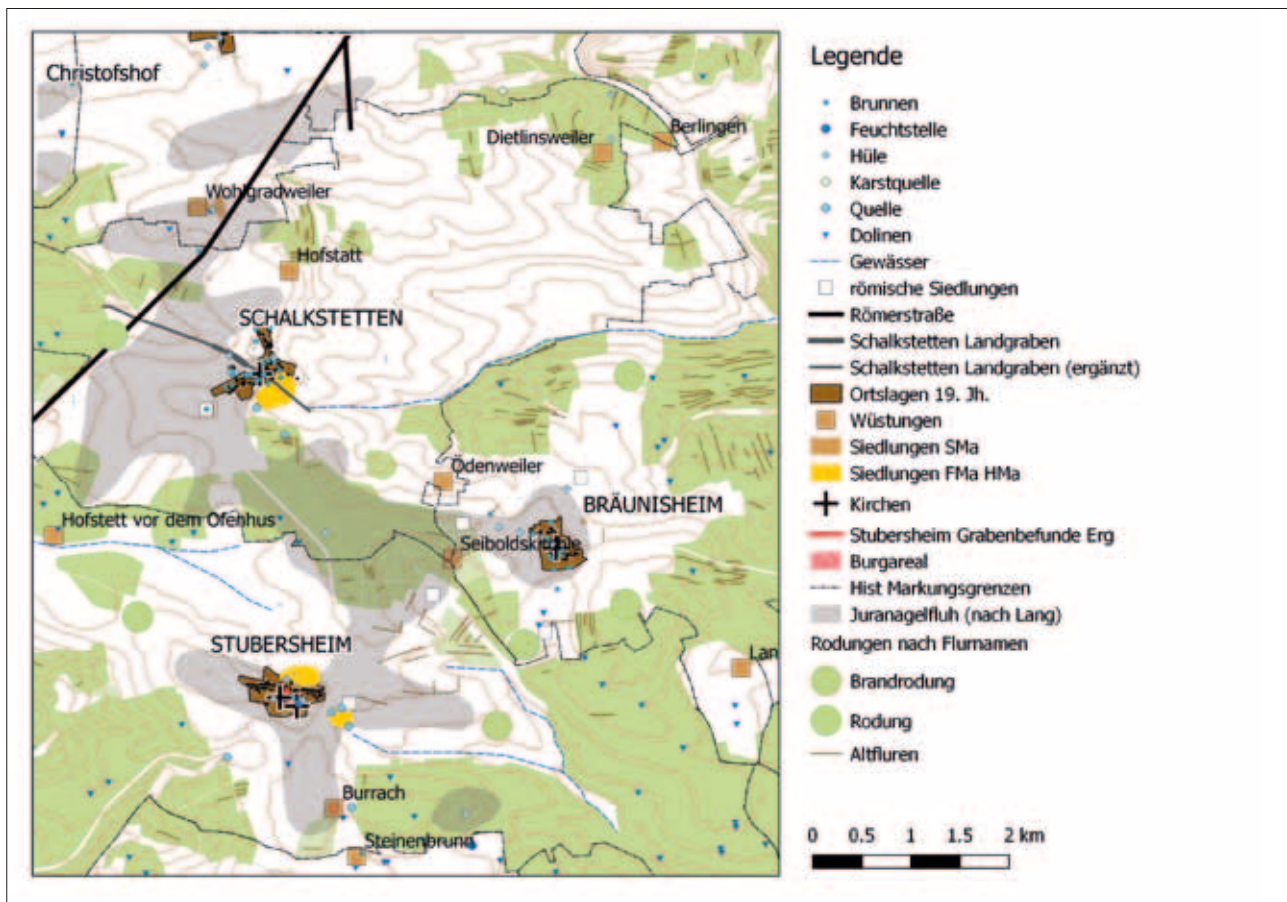 Christofshof
Dietlinsweiler
Berlingen
Wohlgradweiler
Hofstatt
SCHALKSTETTEN
Ödenweiler
BRÄUNISHEIM
Hofstett vor dem Ofenhus
STUBERSHEIM
Lan
Burrach
Steinenbrunn
Legende
Brunnen
Feuchtstelle
Hüle
Karstquelle
Quelle
Dolinen
Gewässer
römische Siedlungen
Römerstraße
Schalkstetten Landgraben
Schalkstetten Landgraben (ergänzt)
Ortslagen 19. Jh.
Wüstungen
Siedlungen SMa
Siedlungen FMa HMa
Kirchen
Stubersheim Grabenbefunde Erg
Burgareal
Hist Markungsgrenzen
Juranagelfluh (nach Lang)
Rodungen nach Flurnamen
Brandrodung
Rodung
Altfluren
0 0.5 1 1.5 2 km